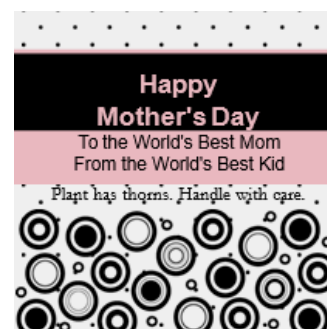 Happy
Mother's Day
To the World's Best Mom
From the World's Best Kid
Plant has thorns. Handle with care.